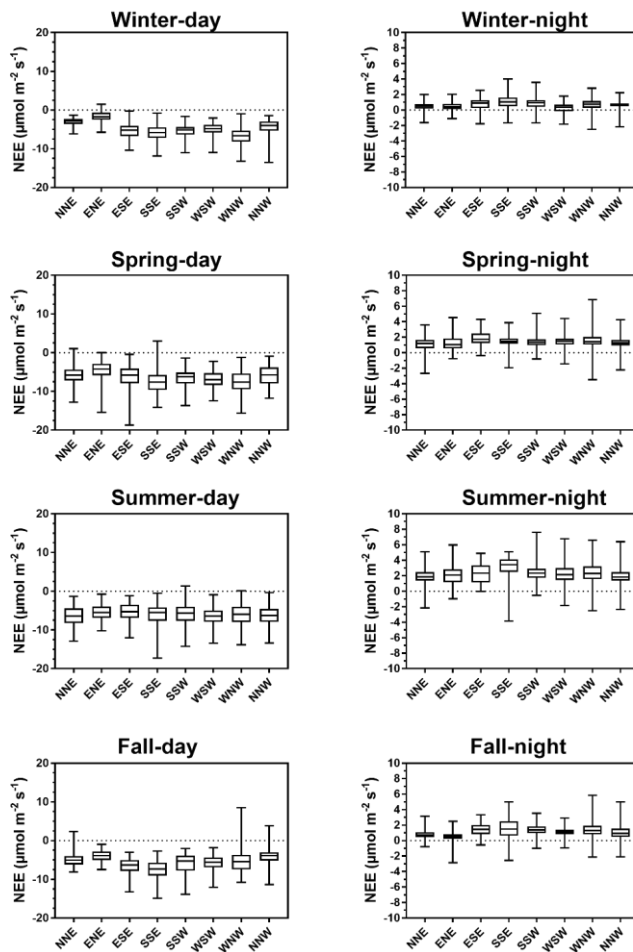 Winter-day
NEE (µmol m⁻² s⁻¹)
20
10
0
-10
-20
NNE
ENE
ESE
SSE
SSW
WSW
WNW
NNW
Winter-night
NEE (µmol m⁻² s⁻¹)
10
8
6
4
2
0
-2
-4
-6
-8
-10
NNE
ENE
ESE
SSE
SSW
WSW
WNW
NNW
Spring-day
NEE (µmol m⁻² s⁻¹)
20
10
0
-10
-20
NNE
ENE
ESE
SSE
SSW
WSW
WNW
NNW
Spring-night
NEE (µmol m⁻² s⁻¹)
10
8
6
4
2
0
-2
-4
-6
-8
-10
NNE
ENE
ESE
SSE
SSW
WSW
WNW
NNW
Summer-day
NEE (µmol m⁻² s⁻¹)
20
10
0
-10
-20
NNE
ENE
ESE
SSE
SSW
WSW
WNW
NNW
Summer-night
NEE (µmol m⁻² s⁻¹)
10
8
6
4
2
0
-2
-4
-6
-8
-10
NNE
ENE
ESE
SSE
SSW
WSW
WNW
NNW
Fall-day
NEE (µmol m⁻² s⁻¹)
20
10
0
-10
-20
NNE
ENE
ESE
SSE
SSW
WSW
WNW
NNW
Fall-night
NEE (µmol m⁻² s⁻¹)
10
8
6
4
2
0
-2
-4
-6
-8
-10
NNE
ENE
ESE
SSE
SSW
WSW
WNW
NNW